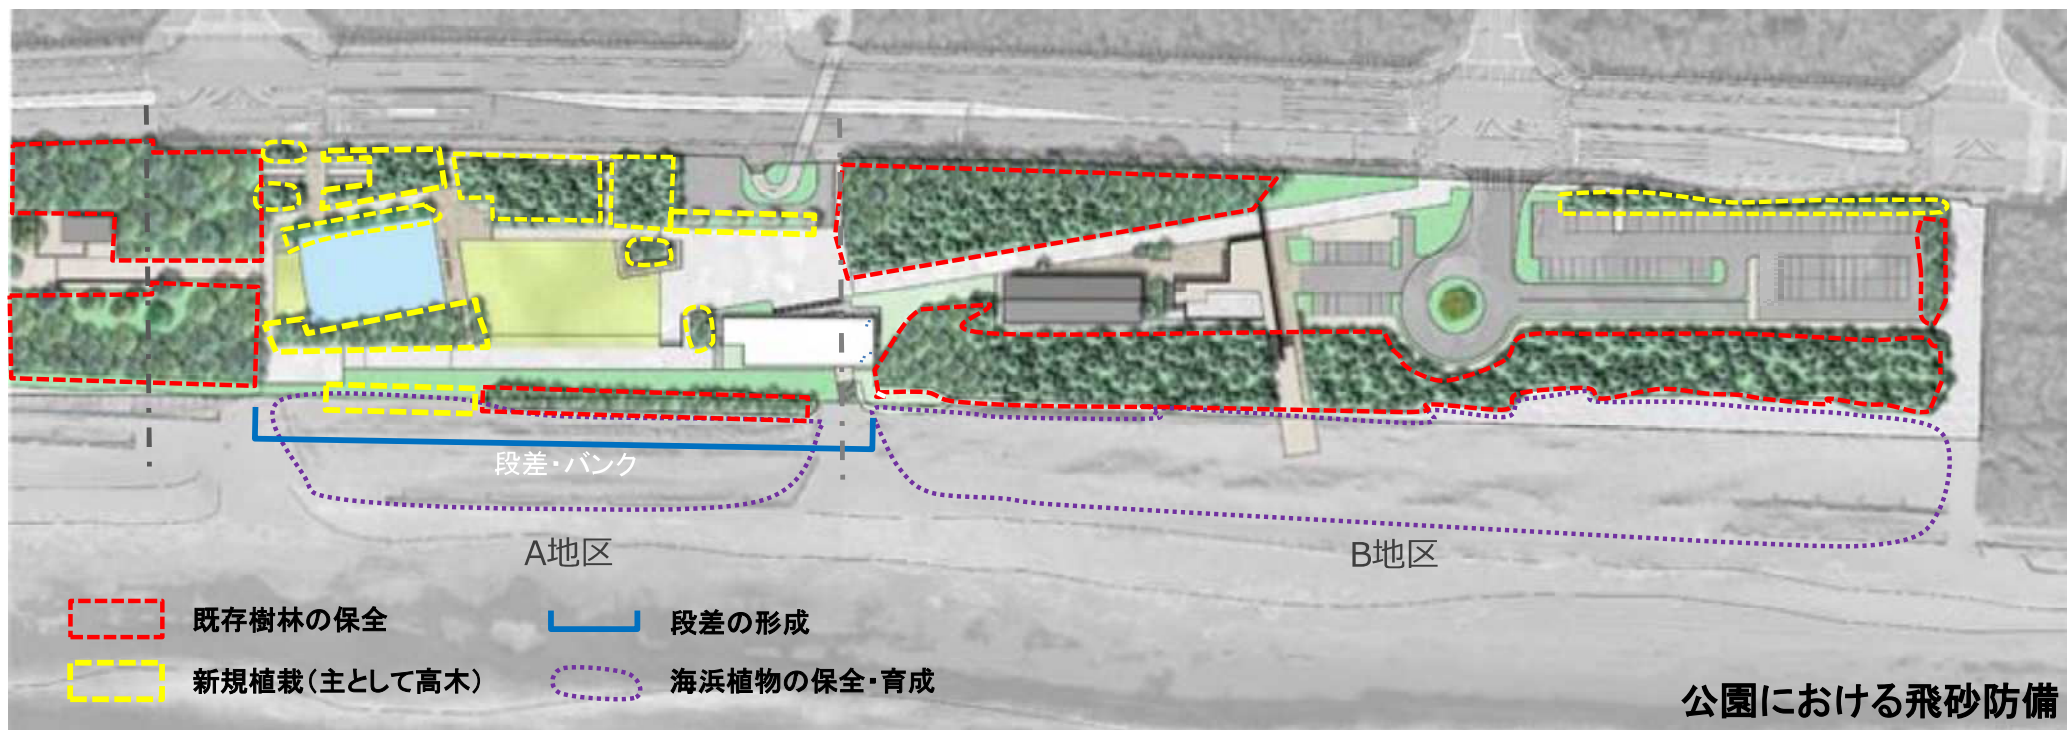 段差・バンク
A地区
B地区
既存樹林の保全
段差の形成
新規植栽(主として高木)
海浜植物の保全・育成
公園における飛砂防備